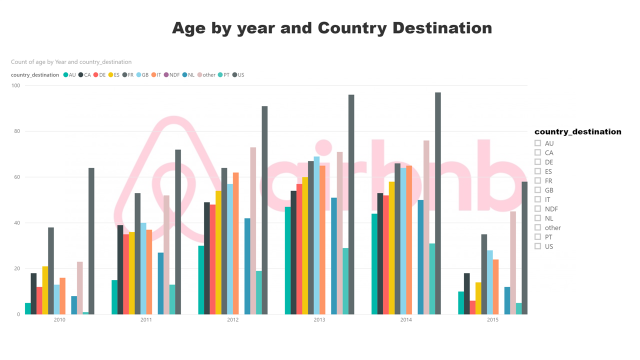 Age by year and Country Destination
Count of age by Year and country_destination
country_destination AU CA DE ES FR GB IT NDF NL other PT US
100
80
60
40
20
0
2010 2011 2012 2013 2014 2015
airbnb
country_destination
AU
CA
DE
ES
FR
GB
IT
NDF
NL
other
PT
US